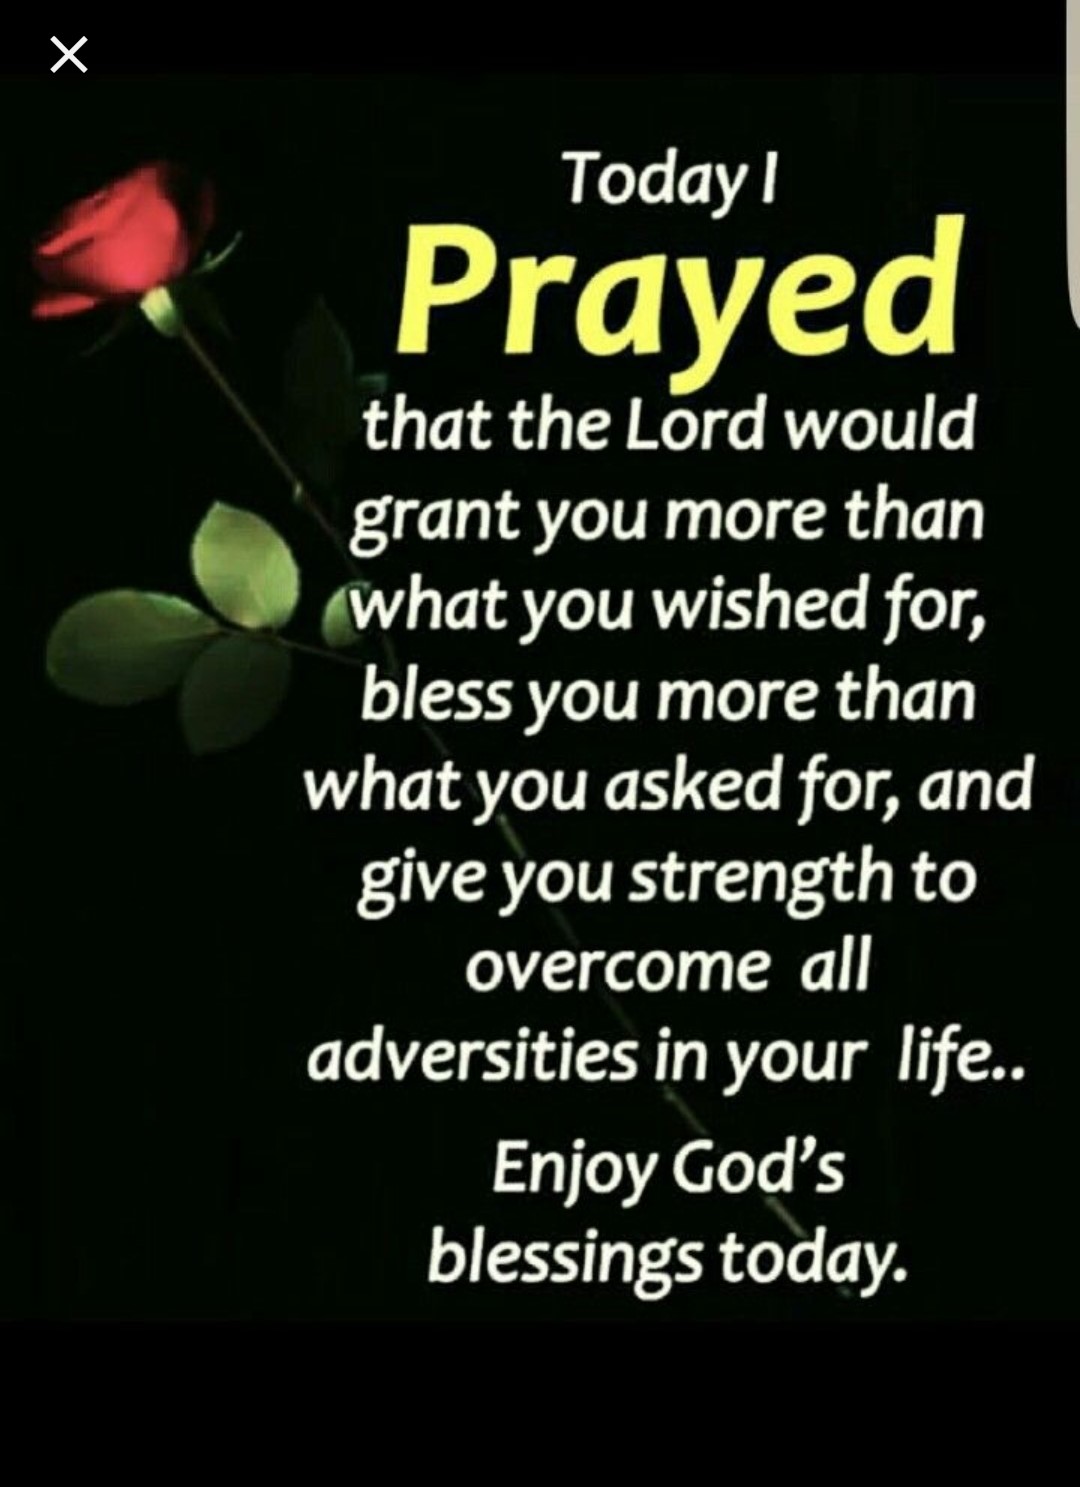 Today I
Prayed
that the Lord would
grant you more than
what you wished for,
bless you more than
what you asked for, and
give you strength to
overcome all
adversities in your life..
Enjoy God’s
blessings today.